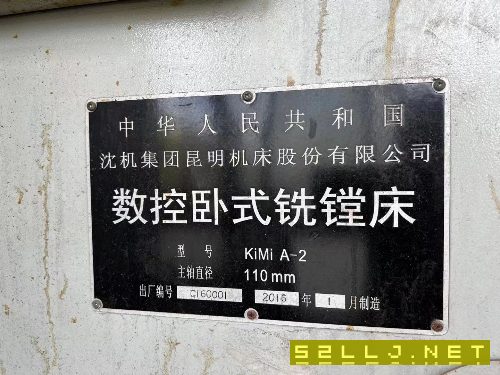 中华人民共和国
沈机集团昆明机床股份有限公司
数控卧式铣镗床
型号 KiMi A-2
主轴直径 110mm
出厂编号 C160001 2016 年 1 月制造
52LLJ.NET